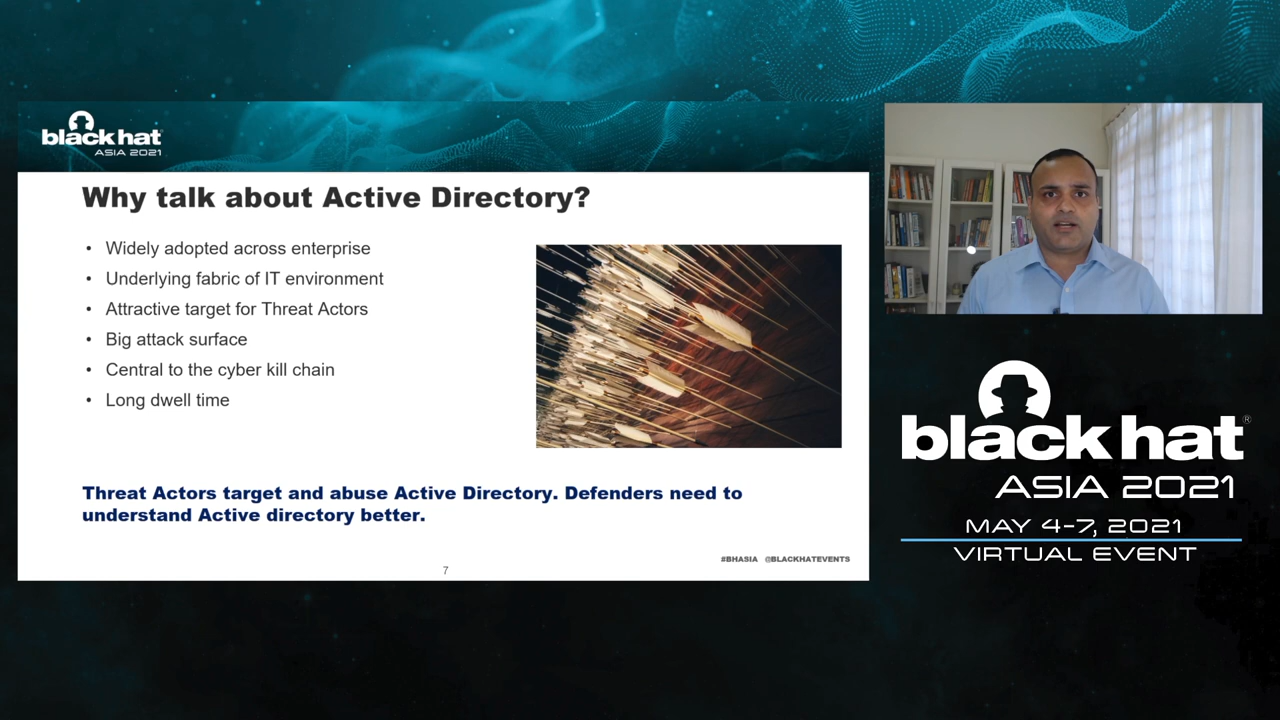 black hat
ASIA 2021
Why talk about Active Directory?
• Widely adopted across enterprise
• Underlying fabric of IT environment
• Attractive target for Threat Actors
• Big attack surface
• Central to the cyber kill chain
• Long dwell time
Threat Actors target and abuse Active Directory. Defenders need to
understand Active directory better.
#BHASIA @BLACKHATEVENTS
7
black hat®
ASIA 2021
MAY 4-7, 2021
VIRTUAL EVENT